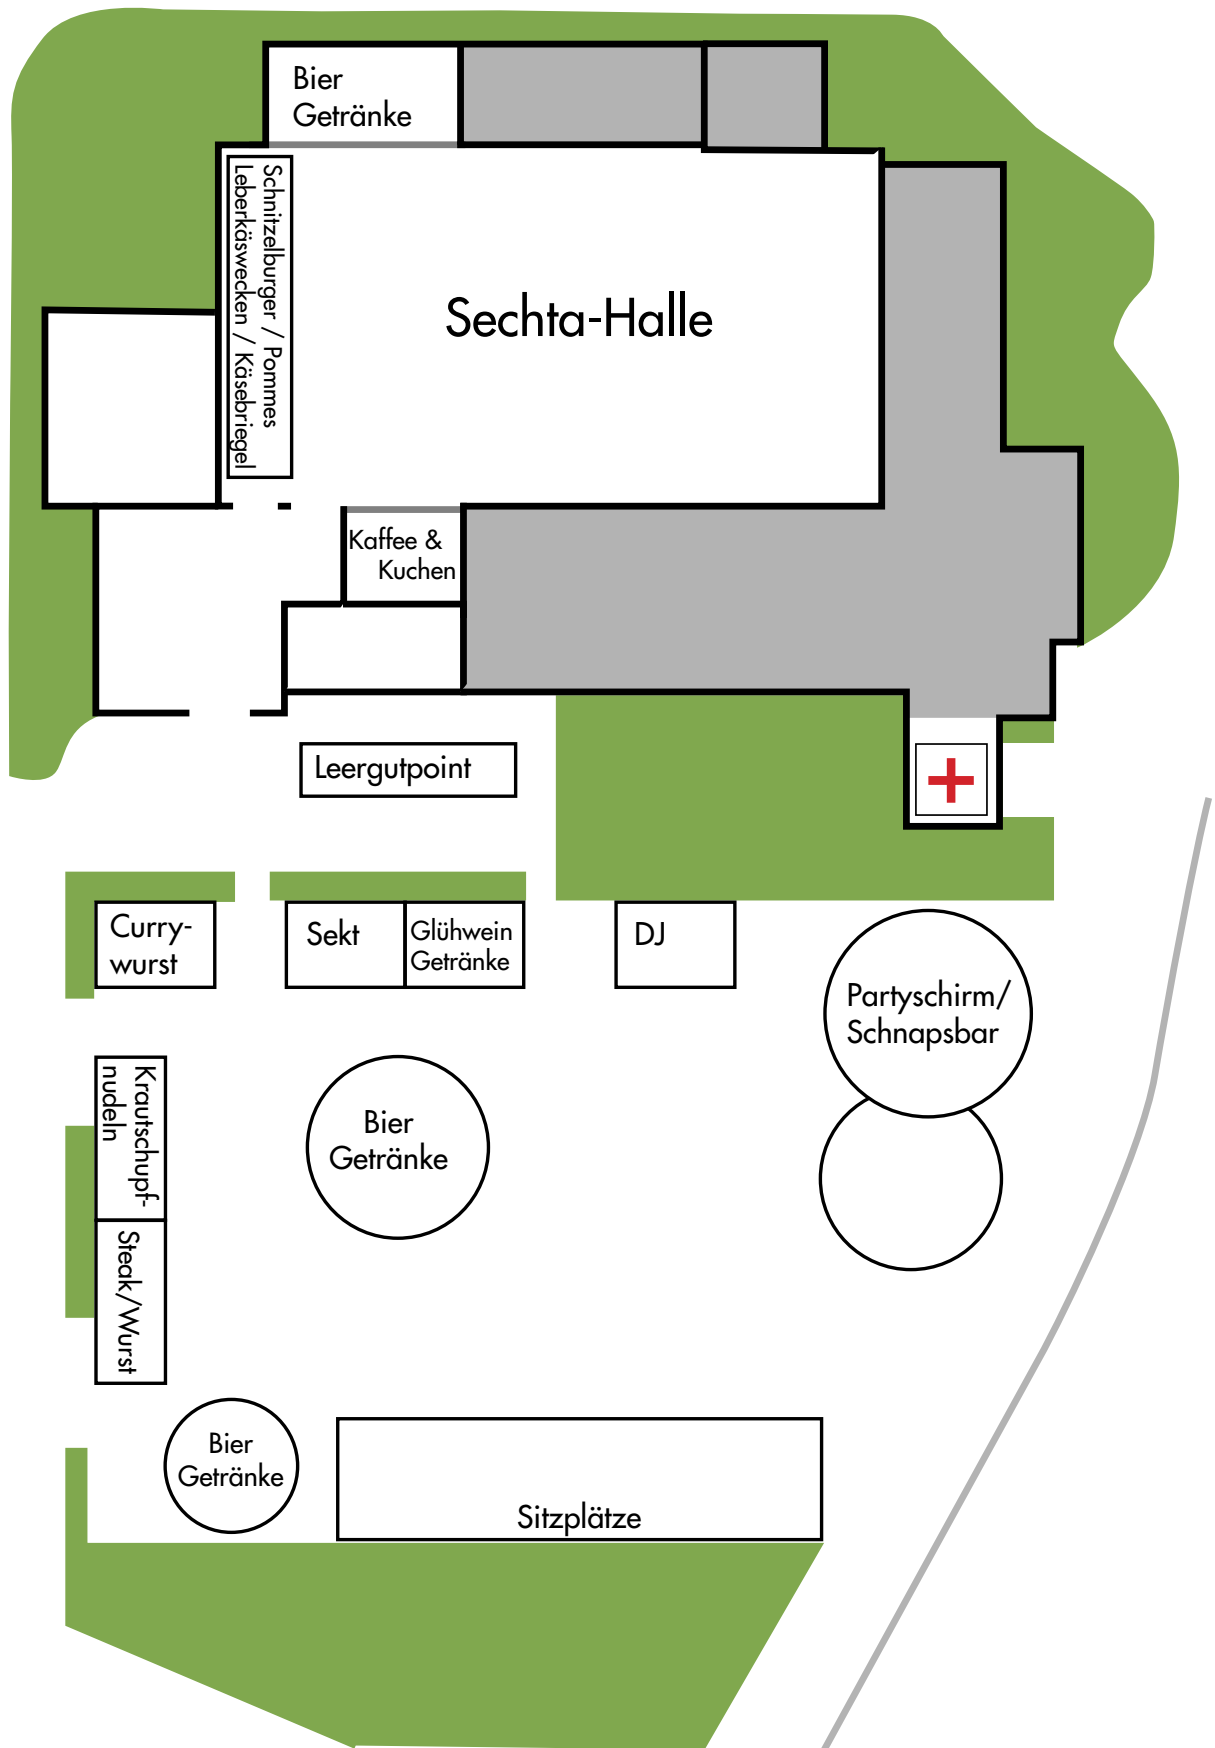 Bier
Getränke
Schnitzelburger / Pommes
Leberkäswecken / Käsebriegel
Sechta-Halle
Kaffee &
Kuchen
Leergutpoint
Curry-
wurst
Sekt
Glühwein
Getränke
DJ
Partyschirm/
Schnapsbar
Krautschupf-
nudeln
Bier
Getränke
Steak/Wurst
Bier
Getränke
Sitzplätze